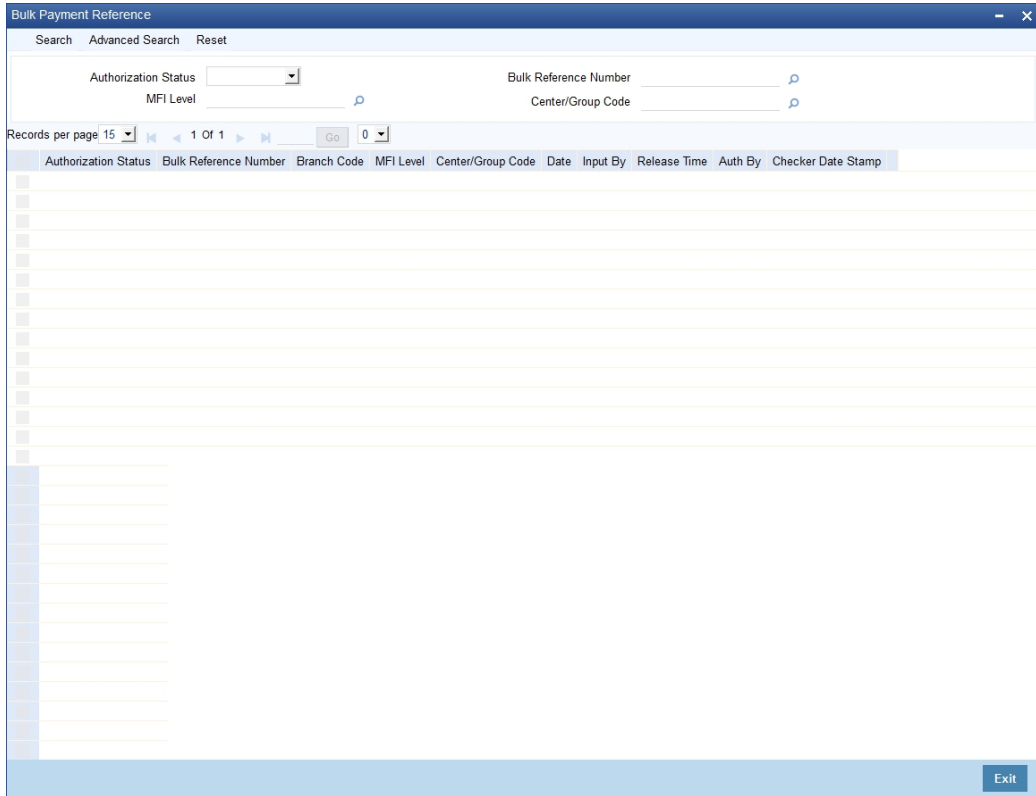 Bulk Payment Reference
Search Advanced Search Reset
Authorization Status Bulk Reference Number
MFI Level Center/Group Code
Records per page 15 1 Of 1 Go 0
Authorization Status Bulk Reference Number Branch Code MFI Level Center/Group Code Date Input By Release Time Auth By Checker Date Stamp
Exit